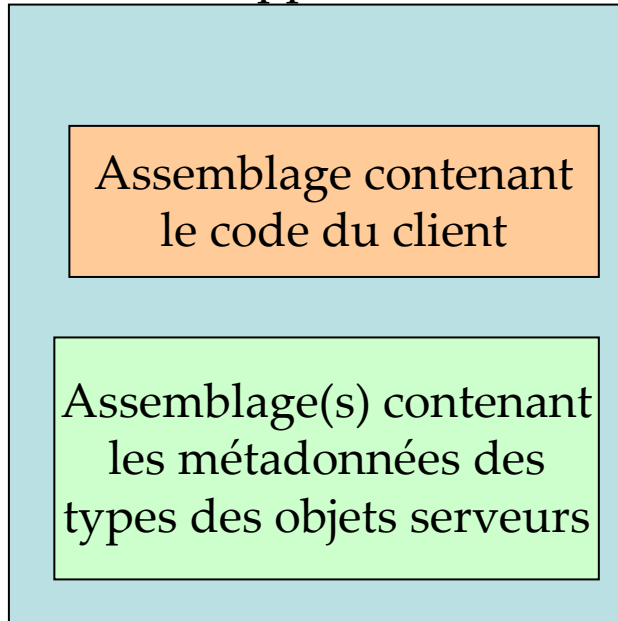 Assemblage contenant
le code du client
Assemblage(s) contenant
les métadonnées des
types des objets serveurs